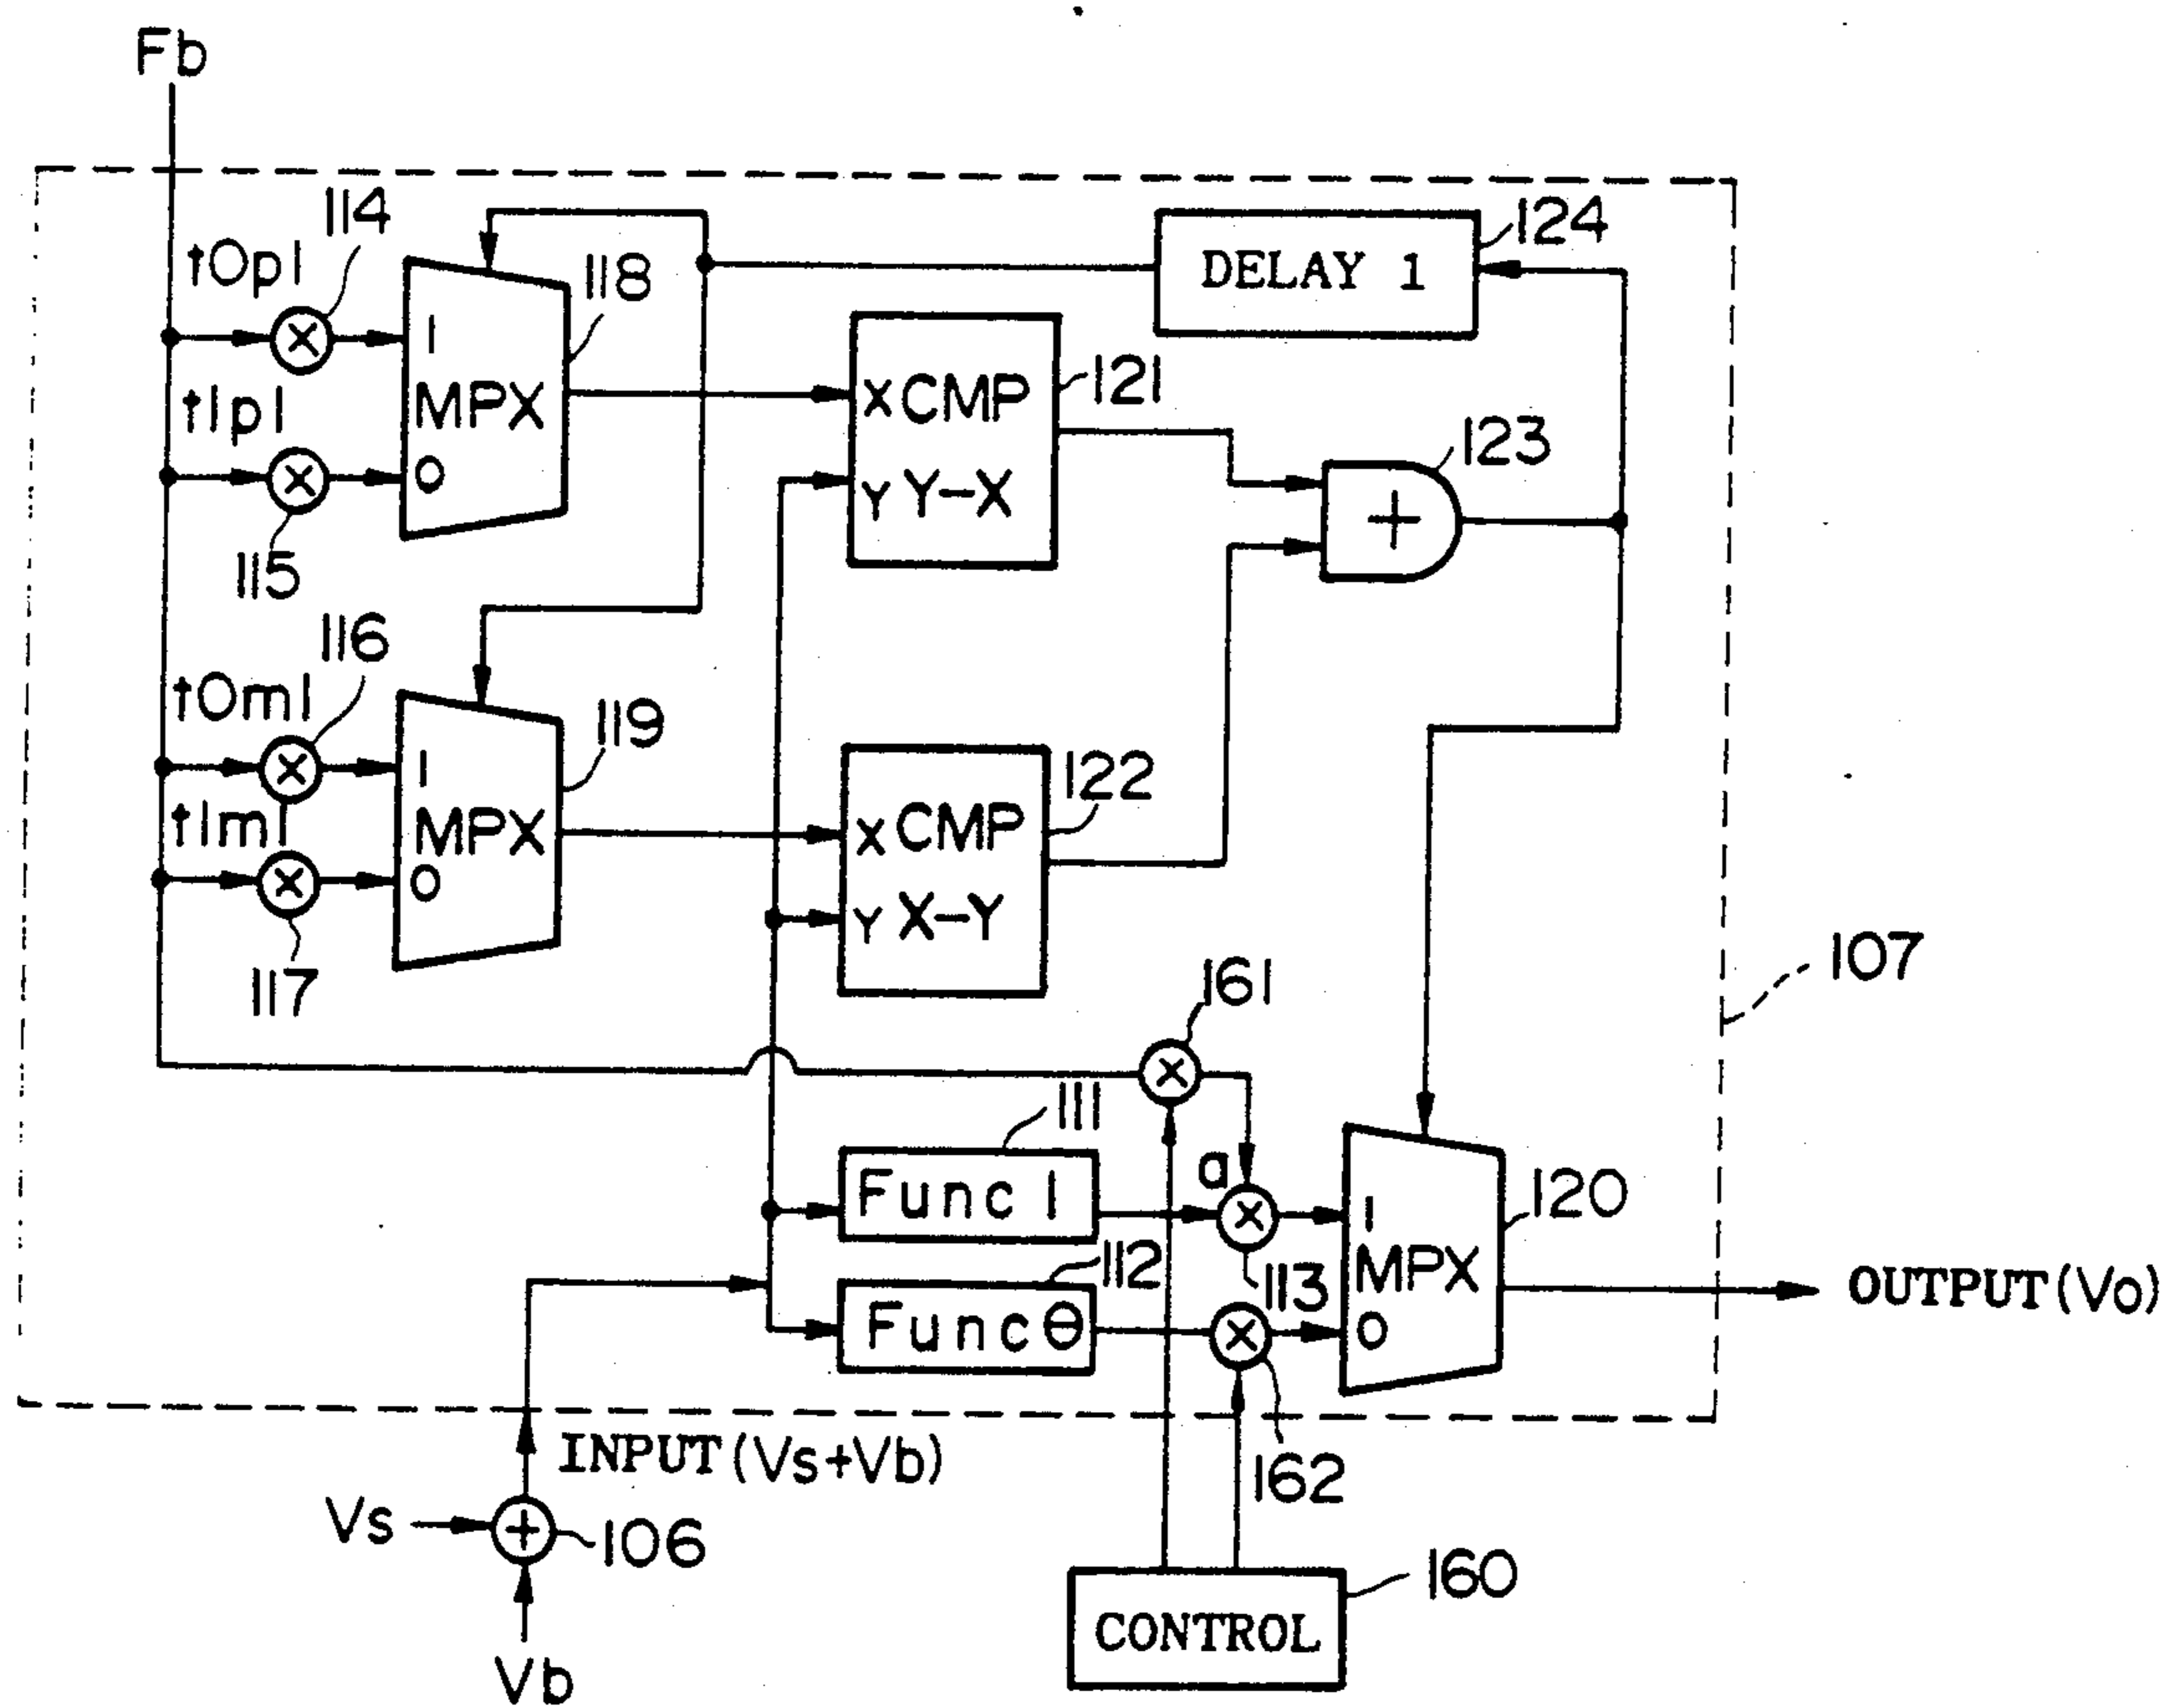 Fb
114
124
t0p1
118
DELAY 1
1
X CMP
121
t1p1
MPX
123
0
Y Y-X
+
115
116
t0m1
119
1
122
t1m1
MPX
X CMP
0
Y X-Y
107
117
161
111
Func 1
a
120
1
112
113
MPX
Func 0
0
OUTPUT (Vo)
INPUT (Vs+Vb)
162
Vs
+
106
160
CONTROL
Vb